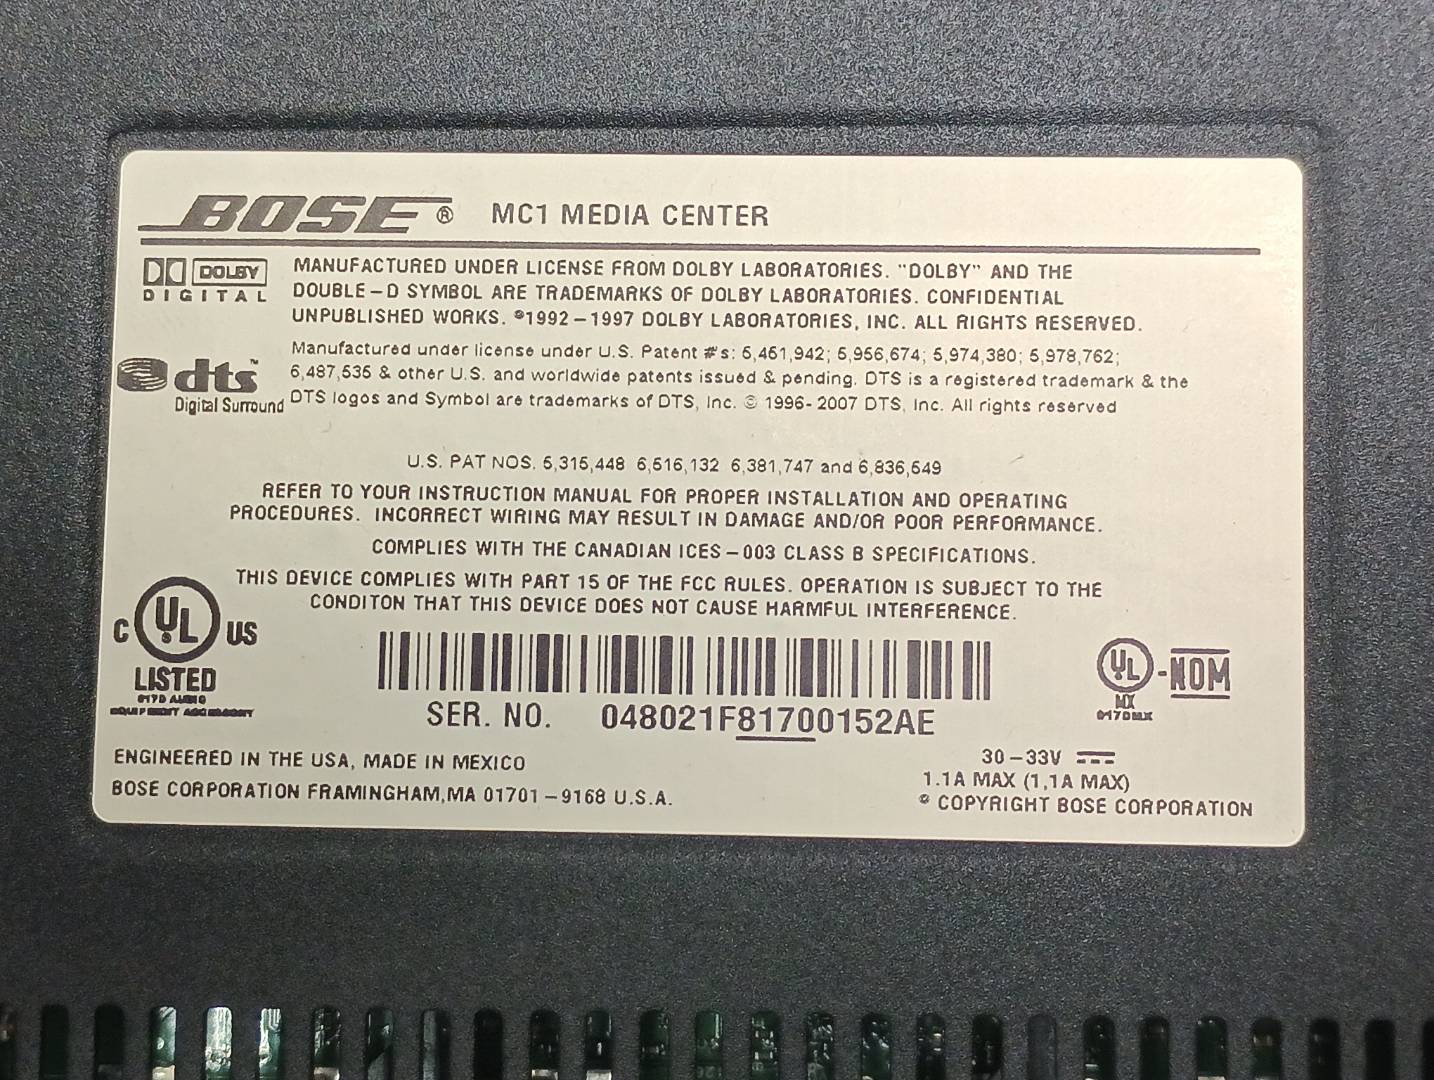 BOSE® MC1 MEDIA CENTER
DOLBY
DIGITAL
MANUFACTURED UNDER LICENSE FROM DOLBY LABORATORIES. "DOLBY" AND THE
DOUBLE-D SYMBOL ARE TRADEMARKS OF DOLBY LABORATORIES. CONFIDENTIAL
UNPUBLISHED WORKS. ©1992-1997 DOLBY LABORATORIES, INC. ALL RIGHTS RESERVED.
dts™
Digital Surround
Manufactured under license under U.S. Patent #'s: 5,451,942; 5,956,674; 5,974,380; 5,978,762;
6,487,535 & other U.S. and worldwide patents issued & pending. DTS is a registered trademark & the
DTS logos and Symbol are trademarks of DTS, Inc. © 1996-2007 DTS, Inc. All rights reserved
U.S. PAT NOS. 5,315,448 6,516,132 6,381,747 and 6,836,549
REFER TO YOUR INSTRUCTION MANUAL FOR PROPER INSTALLATION AND OPERATING
PROCEDURES. INCORRECT WIRING MAY RESULT IN DAMAGE AND/OR POOR PERFORMANCE.
COMPLIES WITH THE CANADIAN ICES-003 CLASS B SPECIFICATIONS.
THIS DEVICE COMPLIES WITH PART 15 OF THE FCC RULES. OPERATION IS SUBJECT TO THE
CONDITON THAT THIS DEVICE DOES NOT CAUSE HARMFUL INTERFERENCE.
C UL US
LISTED
917D AUDIO
EQUIPMENT ACCESSORY
SER. NO. 048021F81700152AE
UL-NOM
MX
917DMX
ENGINEERED IN THE USA, MADE IN MEXICO
BOSE CORPORATION FRAMINGHAM,MA 01701-9168 U.S.A.
30-33V
1.1A MAX (1,1A MAX)
© COPYRIGHT BOSE CORPORATION